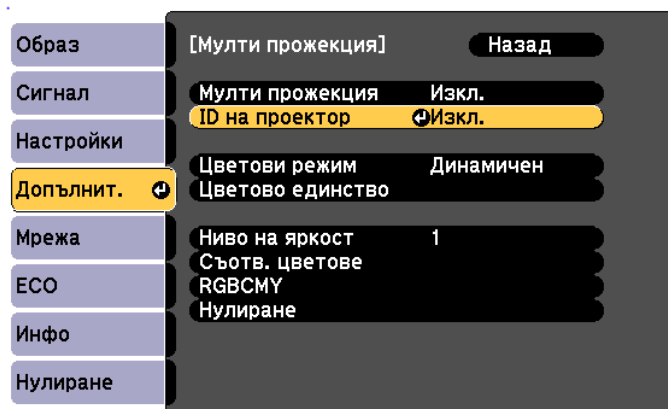 Образ
Сигнал
Настройки
Допълнит.
Мрежа
ECO
Инфо
Нулиране
[Мулти прожекция] Назад
Мулти прожекция Изкл.
ID на проектор Изкл.
Цветови режим Динамичен
Цветово единство
Ниво на яркост 1
Съотв. цветове
RGBCMY
Нулиране